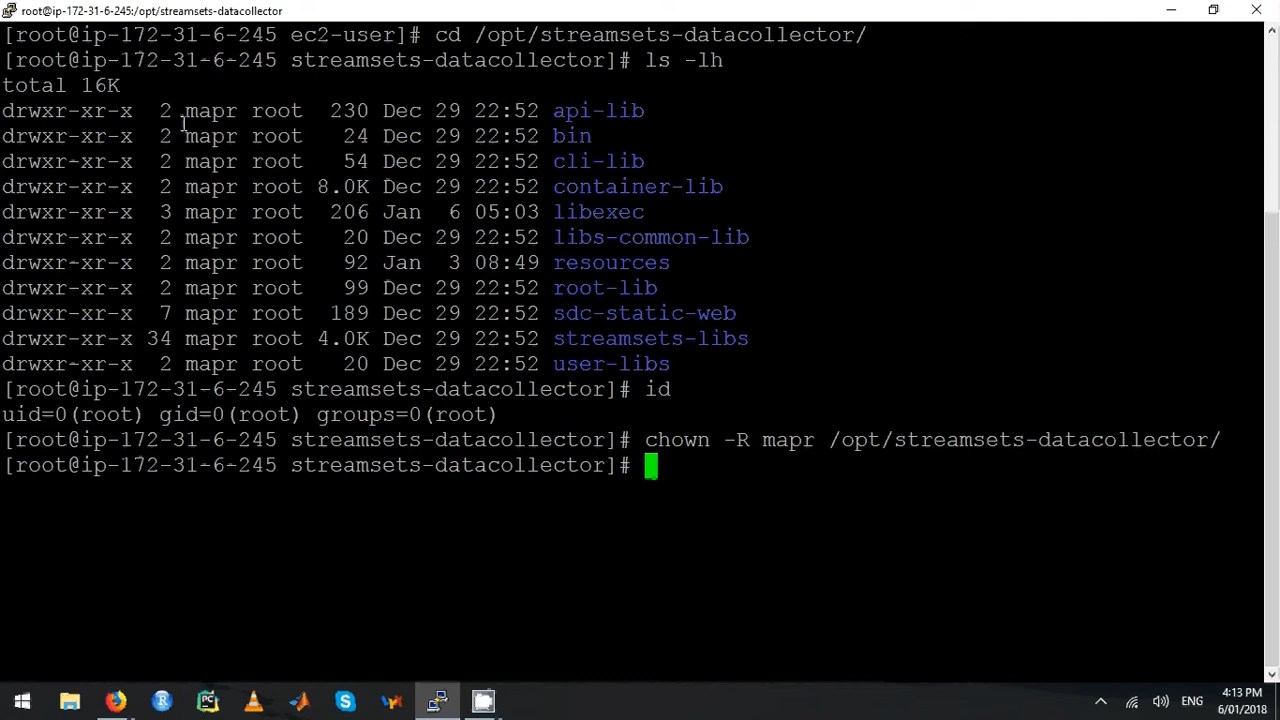 root@ip-172-31-6-245:/opt/streamsets-datacollector
[root@ip-172-31-6-245 ec2-user]# cd /opt/streamsets-datacollector/
[root@ip-172-31-6-245 streamsets-datacollector]# ls -lh
total 16K
drwxr-xr-x  2 mapr root  230 Dec 29 22:52 api-lib
drwxr-xr-x  2 mapr root   24 Dec 29 22:52 bin
drwxr-xr-x  2 mapr root   54 Dec 29 22:52 cli-lib
drwxr-xr-x  2 mapr root 8.0K Dec 29 22:52 container-lib
drwxr-xr-x  3 mapr root  206 Jan  6 05:03 libexec
drwxr-xr-x  2 mapr root   20 Dec 29 22:52 libs-common-lib
drwxr-xr-x  2 mapr root   92 Jan  3 08:49 resources
drwxr-xr-x  2 mapr root   99 Dec 29 22:52 root-lib
drwxr-xr-x  7 mapr root  189 Dec 29 22:52 sdc-static-web
drwxr-xr-x 34 mapr root 4.0K Dec 29 22:52 streamsets-libs
drwxr-xr-x  2 mapr root   20 Dec 29 22:52 user-libs
[root@ip-172-31-6-245 streamsets-datacollector]# id
uid=0(root) gid=0(root) groups=0(root)
[root@ip-172-31-6-245 streamsets-datacollector]# chown -R mapr /opt/streamsets-datacollector/
[root@ip-172-31-6-245 streamsets-datacollector]#
ENG
4:13 PM
6/01/2018